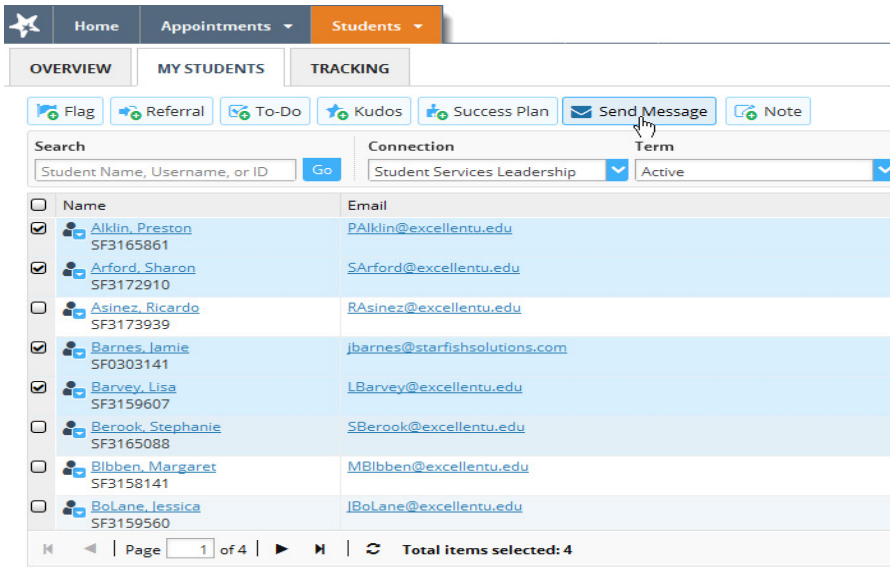 Home Appointments Students
OVERVIEW MY STUDENTS TRACKING
Flag Referral To-Do Kudos Success Plan Send Message Note
Search Connection Term
Student Name, Username, or ID Go Student Services Leadership Active
Name Email
Alklin, Preston PAlklin@excellentu.edu
SF3165861
Arford, Sharon SArford@excellentu.edu
SF3172910
Asinez, Ricardo RAsinez@excellentu.edu
SF3173939
Barnes, Jamie jbarnes@starfishsolutions.com
SF0303141
Barvey, Lisa LBarvey@excellentu.edu
SF3159607
Berook, Stephanie SBerook@excellentu.edu
SF3165088
BIbben, Margaret MBIbben@excellentu.edu
SF3158141
BoLane, Jessica JBoLane@excellentu.edu
SF3159560
Page 1 of 4 Total items selected: 4